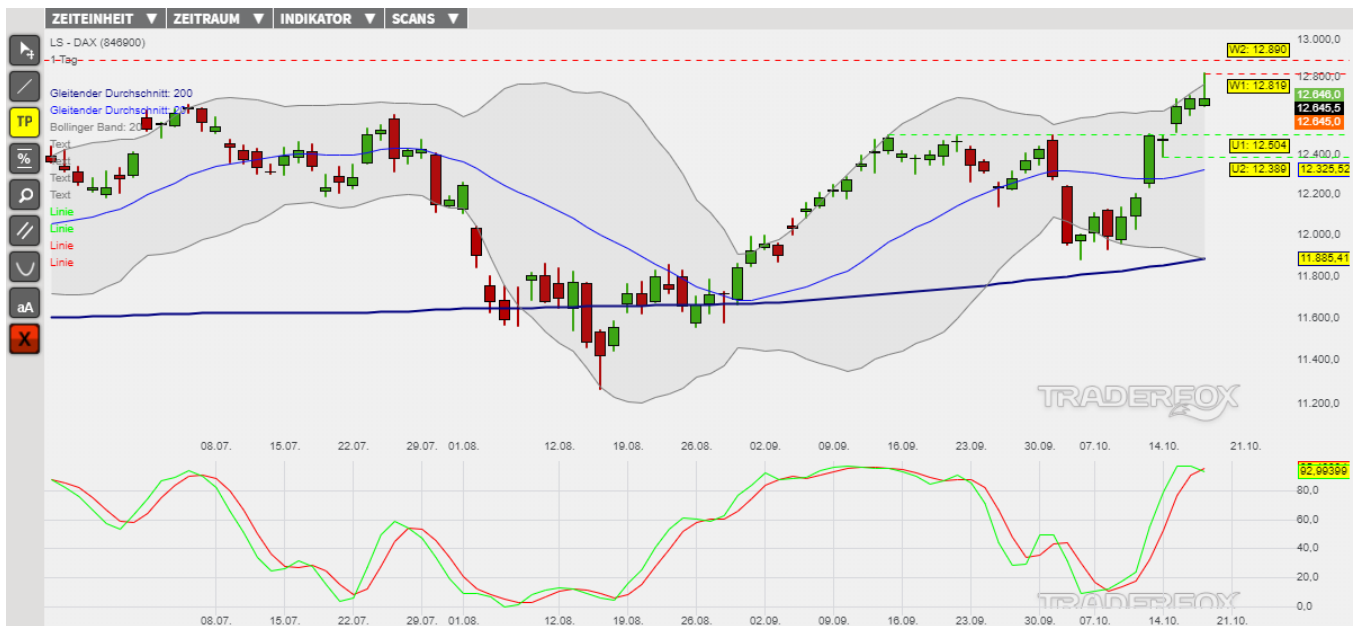 ZEITEINHEIT ▼ ZEITRAUM ▼ INDIKATOR ▼ SCANS ▼
LS - DAX (846900)
1 Tag
Gleitender Durchschnitt: 200
Gleitender Durchschnitt: 20
Bollinger Band: 20
Text
Text
Text
Text
Linie
Linie
Linie
Linie
TP
%
aA
X
W2: 12.890
W1: 12.819
U1: 12.504
U2: 12.389
13.000,0
12.800,0
12.646,0
12.645,5
12.645,0
12.400,0
12.325,52
12.200,0
12.000,0
11.885,41
11.800,0
11.600,0
11.400,0
11.200,0
TRADERFOX
08.07. 15.07. 22.07. 29.07. 01.08. 12.08. 19.08. 26.08. 02.09. 09.09. 16.09. 23.09. 30.09. 07.10. 14.10. 21.10.
92,99399
80,0
60,0
40,0
20,0
0,0
TRADERFOX
08.07. 15.07. 22.07. 29.07. 01.08. 12.08. 19.08. 26.08. 02.09. 09.09. 16.09. 23.09. 30.09. 07.10. 14.10. 21.10.